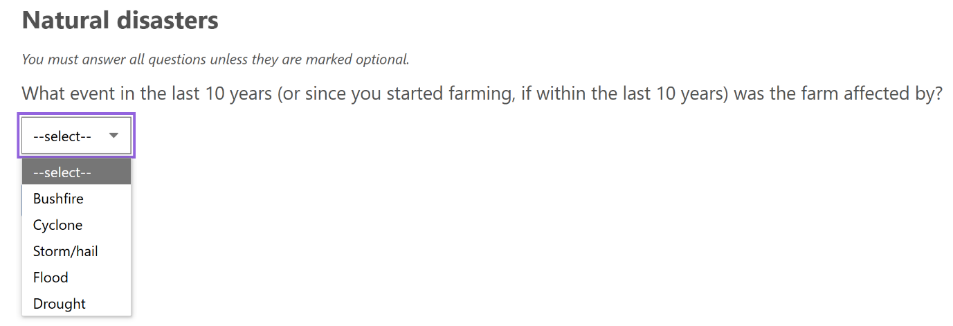 Natural disasters
You must answer all questions unless they are marked optional.
What event in the last 10 years (or since you started farming, if within the last 10 years) was the farm affected by?
--select--
--select--
Bushfire
Cyclone
Storm/hail
Flood
Drought